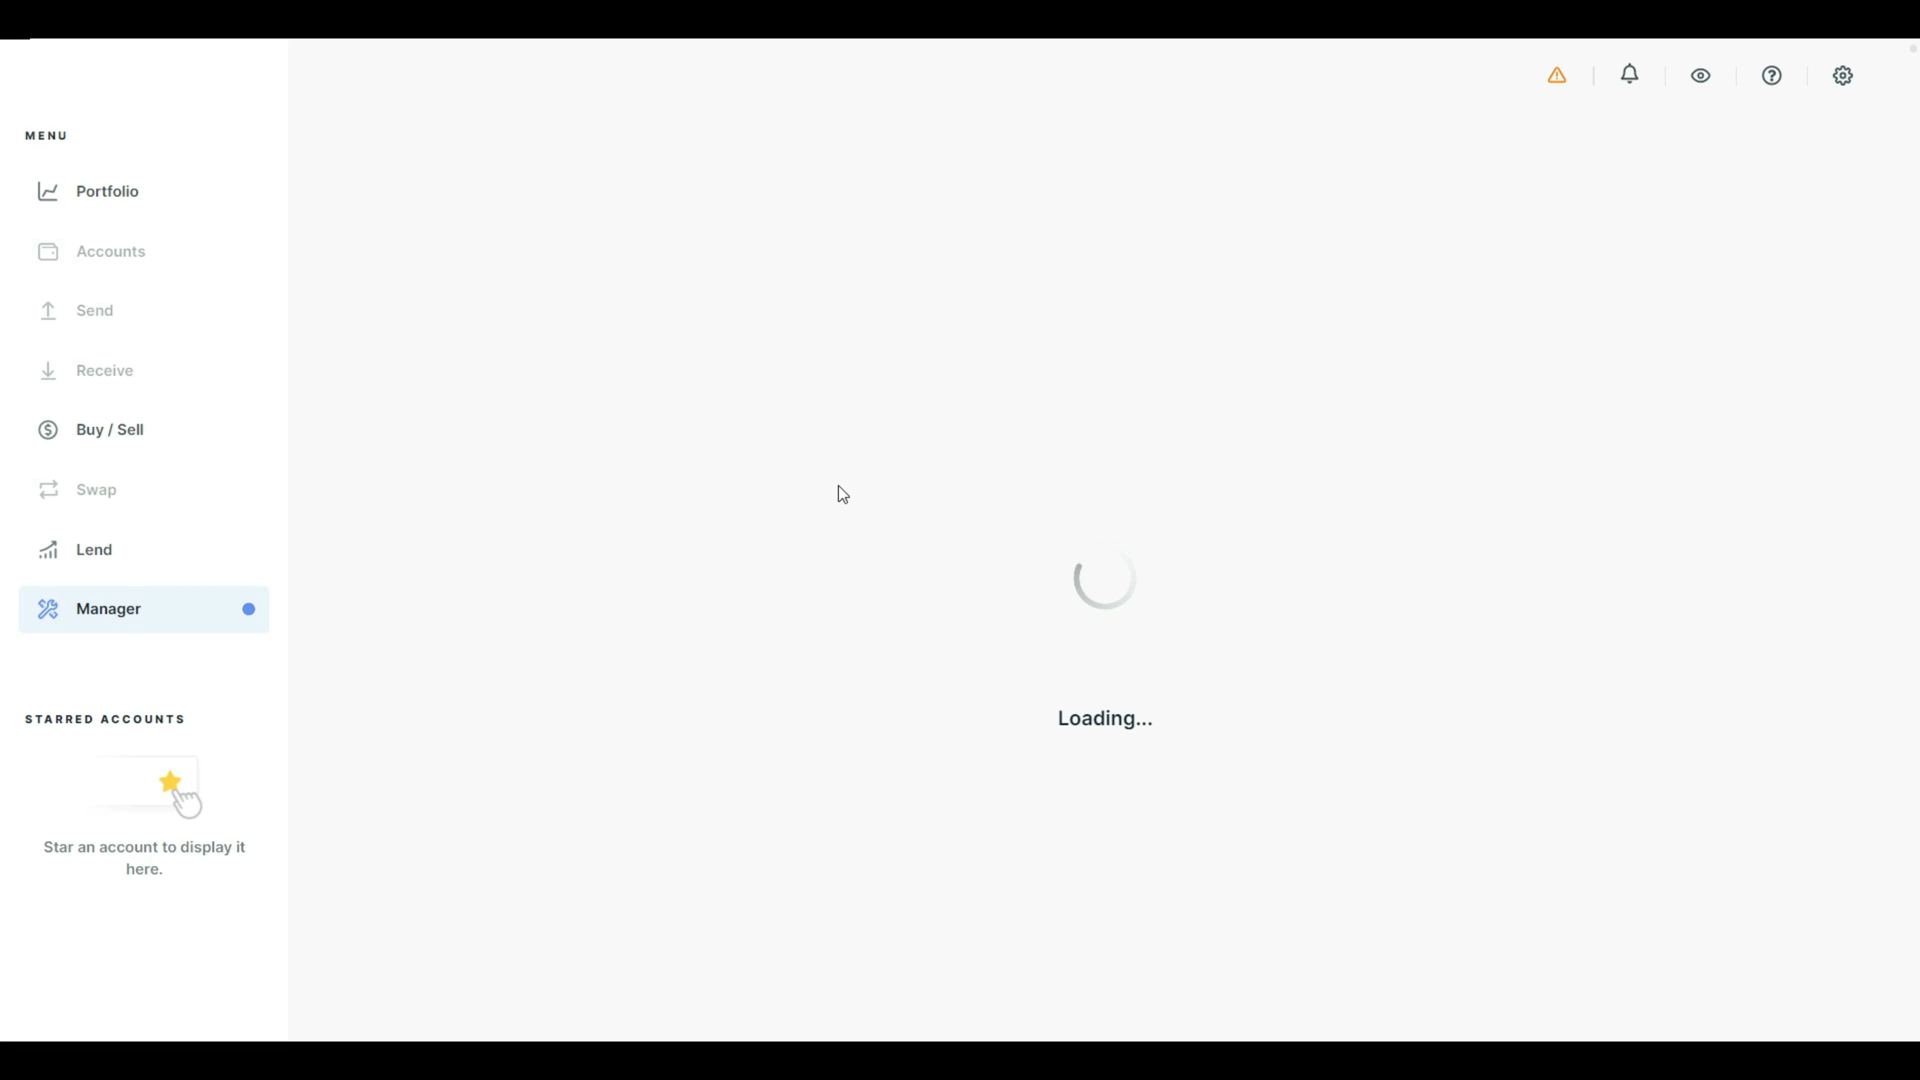 MENU
Portfolio
Accounts
Send
Receive
Buy / Sell
Swap
Lend
Manager
STARRED ACCOUNTS
Star an account to display it
here.
Loading...